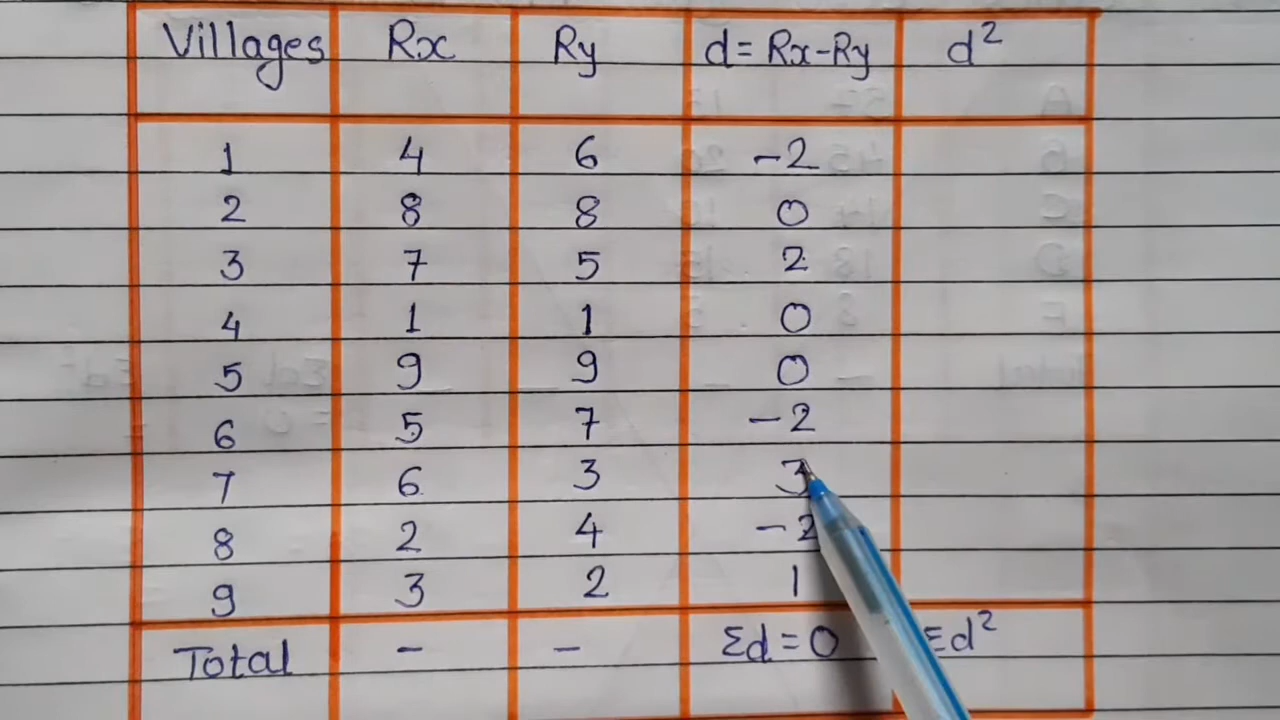 Villages Rx Ry d = Rx-Ry d²
1 4 6 -2
2 8 8 0
3 7 5 2
4 1 1 0
5 9 9 0
6 5 7 -2
7 6 3 3
8 2 4 -2
9 3 2 1
Total - - Σd = 0 Σd²